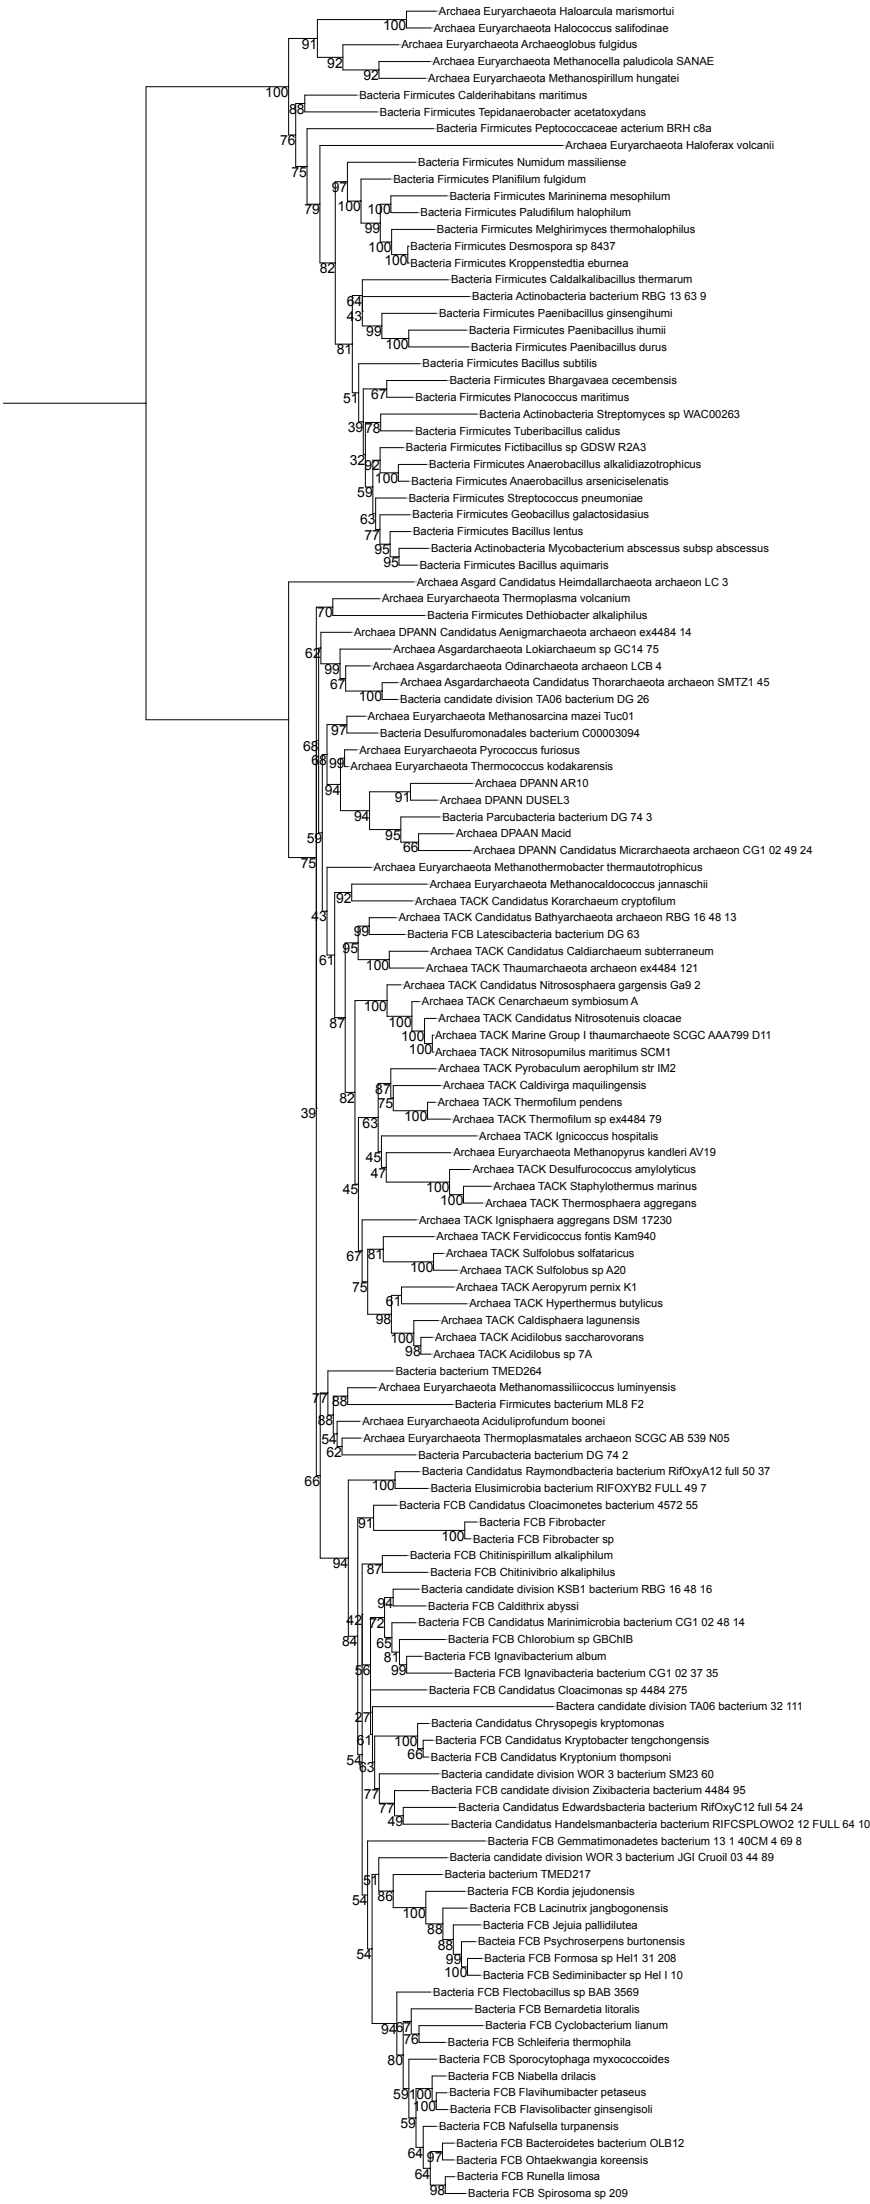 Archaea Euryarchaeota Haloarcula marismortui
100
Archaea Euryarchaeota Halococcus salifodinae
91
Archaea Euryarchaeota Archaeoglobus fulgidus
92
Archaea Euryarchaeota Methanocella paludicola SANAE
92
Archaea Euryarchaeota Methanospirillum hungatei
100
Bacteria Firmicutes Calderihabitans maritimus
88
Bacteria Firmicutes Tepidanaerobacter acetatoxydans
Bacteria Firmicutes Peptococcaceae acterium BRH c8a
76
Archaea Euryarchaeota Haloferax volcanii
Bacteria Firmicutes Numidum massiliense
75
Bacteria Firmicutes Planifilum fulgidum
97
Bacteria Firmicutes Marininema mesophilum
79
100
100
Bacteria Firmicutes Paludifilum halophilum
99
Bacteria Firmicutes Melghirimyces thermohalophilus
100
Bacteria Firmicutes Desmospora sp 8437
100
Bacteria Firmicutes Kroppenstedtia eburnea
82
Bacteria Firmicutes Caldalkalibacillus thermarum
Bacteria Actinobacteria bacterium RBG 13 63 9
64
Bacteria Firmicutes Paenibacillus ginsengihumi
43
99
Bacteria Firmicutes Paenibacillus ihumii
100
Bacteria Firmicutes Paenibacillus durus
81
Bacteria Firmicutes Bacillus subtilis
Bacteria Firmicutes Bhargavaea cecembensis
67
Bacteria Firmicutes Planococcus maritimus
51
Bacteria Actinobacteria Streptomyces sp WAC00263
39
78
Bacteria Firmicutes Tuberibacillus calidus
Bacteria Firmicutes Fictibacillus sp GDSW R2A3
32
92
Bacteria Firmicutes Anaerobacillus alkalidiazotrophicus
100
Bacteria Firmicutes Anaerobacillus arseniciselenatis
59
Bacteria Firmicutes Streptococcus pneumoniae
Bacteria Firmicutes Geobacillus galactosidasius
63
Bacteria Firmicutes Bacillus lentus
77
Bacteria Actinobacteria Mycobacterium abscessus subsp abscessus
95
Bacteria Firmicutes Bacillus aquimaris
95
Archaea Asgard Candidatus Heimdallarchaeota archaeon LC 3
Archaea Euryarchaeota Thermoplasma volcanium
70
Bacteria Firmicutes Dethiobacter alkaliphilus
Archaea DPANN Candidatus Aenigmarchaeota archaeon ex4484 14
62
Archaea Asgardarchaeota Lokiarchaeum sp GC14 75
99
Archaea Asgardarchaeota Odinarchaeota archaeon LCB 4
67
Archaea Asgardarchaeota Candidatus Thorarchaeota archaeon SMTZ1 45
100
Bacteria candidate division TA06 bacterium DG 26
Archaea Euryarchaeota Methanosarcina mazei Tuc01
97
Bacteria Desulfuromonadales bacterium C00003094
68
Archaea Euryarchaeota Pyrococcus furiosus
68
99
Archaea Euryarchaeota Thermococcus kodakarensis
Archaea DPANN AR10
94
91
Archaea DPANN DUSEL3
94
Bacteria Parcubacteria bacterium DG 74 3
95
Archaea DPAAN Macid
59
66
Archaea DPANN Candidatus Micrarchaeota archaeon CG1 02 49 24
75
Archaea Euryarchaeota Methanothermobacter thermautotrophicus
Archaea Euryarchaeota Methanocaldococcus jannaschii
92
Archaea TACK Candidatus Korarchaeum cryptofilum
43
Archaea TACK Candidatus Bathyarchaeota archaeon RBG 16 48 13
99
Bacteria FCB Latescibacteria bacterium DG 63
95
Archaea TACK Candidatus Caldiarchaeum subterraneum
61
100
Archaea TACK Thaumarchaeota archaeon ex4484 121
Archaea TACK Candidatus Nitrososphaera gargensis Ga9 2
100
Archaea TACK Cenarchaeum symbiosum A
87
100
Archaea TACK Candidatus Nitrosotenuis cloacae
100
Archaea TACK Marine Group I thaumarchaeote SCGC AAA799 D11
100
Archaea TACK Nitrosopumilus maritimus SCM1
Archaea TACK Pyrobaculum aerophilum str IM2
87
Archaea TACK Caldivirga maquilingensis
82
75
Archaea TACK Thermofilum pendens
39
100
Archaea TACK Thermofilum sp ex4484 79
63
Archaea TACK Ignicoccus hospitalis
45
Archaea Euryarchaeota Methanopyrus kandleri AV19
47
Archaea TACK Desulfurococcus amylolyticus
45
100
Archaea TACK Staphylothermus marinus
100
Archaea TACK Thermosphaera aggregans
Archaea TACK Ignisphaera aggregans DSM 17230
Archaea TACK Fervidicoccus fontis Kam940
67
81
Archaea TACK Sulfolobus solfataricus
100
Archaea TACK Sulfolobus sp A20
75
Archaea TACK Aeropyrum pernix K1
61
Archaea TACK Hyperthermus butylicus
98
Archaea TACK Caldisphaera lagunensis
100
Archaea TACK Acidilobus saccharovorans
98
Archaea TACK Acidilobus sp 7A
Bacteria bacterium TMED264
Archaea Euryarchaeota Methanomassiliicoccus luminyensis
77
88
Bacteria Firmicutes bacterium ML8 F2
88
Archaea Euryarchaeota Aciduliprofundum boonei
54
Archaea Euryarchaeota Thermoplasmatales archaeon SCGC AB 539 N05
62
Bacteria Parcubacteria bacterium DG 74 2
66
Bacteria Candidatus Raymondbacteria bacterium RifOxyA12 full 50 37
100
Bacteria Elusimicrobia bacterium RIFOXYB2 FULL 49 7
Bacteria FCB Candidatus Cloacimonetes bacterium 4572 55
91
Bacteria FCB Fibrobacter
100
Bacteria FCB Fibrobacter sp
94
Bacteria FCB Chitinispirillum alkaliphilum
87
Bacteria FCB Chitinivibrio alkaliphilus
Bacteria candidate division KSB1 bacterium RBG 16 48 16
94
Bacteria FCB Caldithrix abyssi
42
72
Bacteria FCB Candidatus Marinimicrobia bacterium CG1 02 48 14
84
65
Bacteria FCB Chlorobium sp GBChlB
81
Bacteria FCB Ignavibacterium album
56
99
Bacteria FCB Ignavibacteria bacterium CG1 02 37 35
Bacteria FCB Candidatus Cloacimonas sp 4484 275
Bactera candidate division TA06 bacterium 32 111
27
Bacteria Candidatus Chrysopegis kryptomonas
61
100
Bacteria FCB Candidatus Kryptobacter tengchongensis
66
Bacteria FCB Candidatus Kryptonium thompsoni
54
63
Bacteria candidate division WOR 3 bacterium SM23 60
77
Bacteria FCB candidate division Zixibacteria bacterium 4484 95
77
Bacteria Candidatus Edwardsbacteria bacterium RifOxyC12 full 54 24
49
Bacteria Candidatus Handelsmanbacteria bacterium RIFCSPLOWO2 12 FULL 64 10
Bacteria FCB Gemmatimonadetes bacterium 13 1 40CM 4 69 8
Bacteria candidate division WOR 3 bacterium JGI Cruoil 03 44 89
51
Bacteria bacterium TMED217
54
86
Bacteria FCB Kordia jejudonensis
100
Bacteria FCB Lacinutrix jangbogonensis
88
Bacteria FCB Jejuia pallidilutea
88
Bacteia FCB Psychroserpens burtonensis
54
99
Bacteria FCB Formosa sp Hel1 31 208
100
Bacteria FCB Sediminibacter sp Hel I 10
Bacteria FCB Flectobacillus sp BAB 3569
Bacteria FCB Bernardetia litoralis
94
67
Bacteria FCB Cyclobacterium lianum
76
Bacteria FCB Schleiferia thermophila
80
Bacteria FCB Sporocytophaga myxococcoides
Bacteria FCB Niabella drilacis
59
100
Bacteria FCB Flavihumibacter petaseus
100
Bacteria FCB Flavisolibacter ginsengisoli
59
Bacteria FCB Nafulsella turpanensis
Bacteria FCB Bacteroidetes bacterium OLB12
64
97
Bacteria FCB Ohtaekwangia koreensis
64
Bacteria FCB Runella limosa
98
Bacteria FCB Spirosoma sp 209